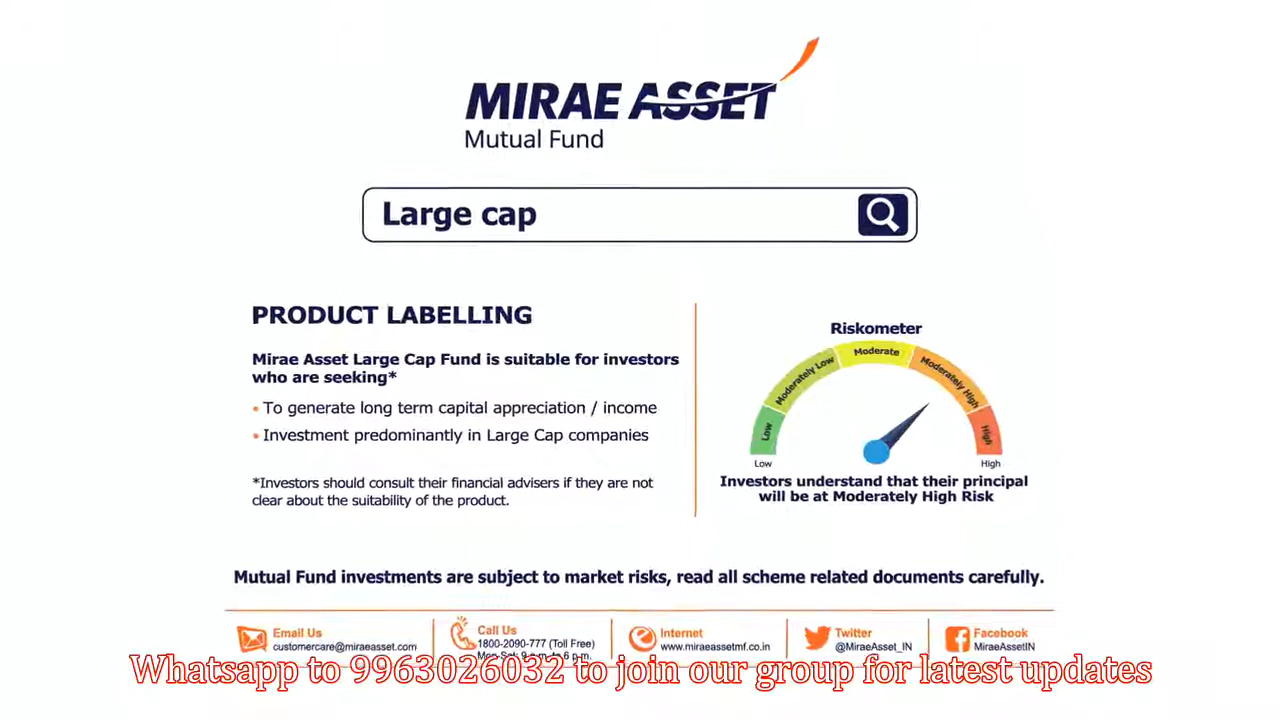 MIRAE ASSET
Mutual Fund
Large cap
PRODUCT LABELLING
Mirae Asset Large Cap Fund is suitable for investors
who are seeking*
• To generate long term capital appreciation / income
• Investment predominantly in Large Cap companies
*Investors should consult their financial advisers if they are not
clear about the suitability of the product.
Riskometer
Low
Moderately Low
Moderate
Moderately High
High
Low
High
Investors understand that their principal
will be at Moderately High Risk
Mutual Fund investments are subject to market risks, read all scheme related documents carefully.
Email Us
customercare@miraeasset.com
Call Us
1800-2090-777 (Toll Free)
Mon-Sat: 9 a.m. to 6 p.m.
Internet
www.miraeassetmf.co.in
Twitter
@MiraeAsset_IN
Facebook
MiraeAssetIN
Whatsapp to 9963026032 to join our group for latest updates